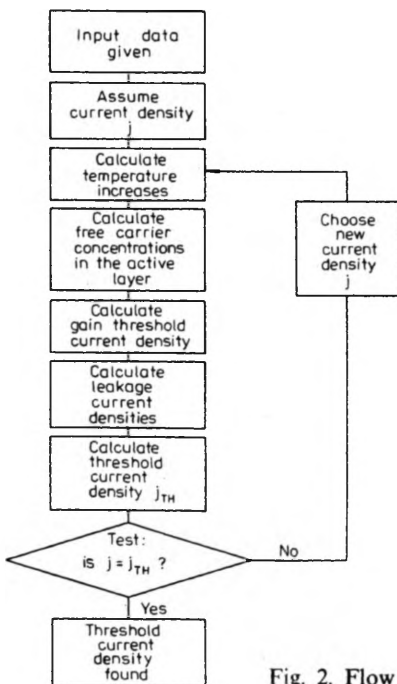 Input data
given
Assume
current density
j
Calculate
temperature
increases
Calculate
free carrier
concentrations
in the active
layer
Calculate
gain threshold
current density
Calculate
leakage
current
densities
Calculate
threshold
current
density jTH
Test:
is j = jTH ?
No
Yes
Threshold
current
density
found
Choose
new
current
density
j
Fig. 2. Flow